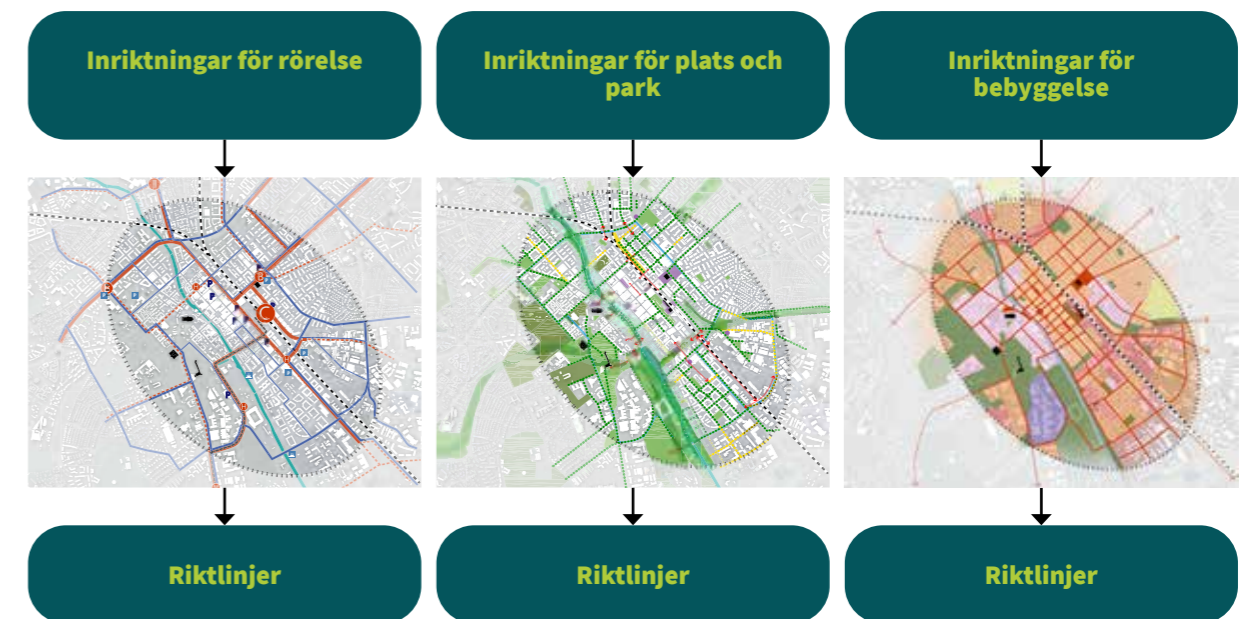 Inriktningar för rörelse
Inriktningar för plats och
park
Inriktningar för
bebyggelse
Riktlinjer
Riktlinjer
Riktlinjer